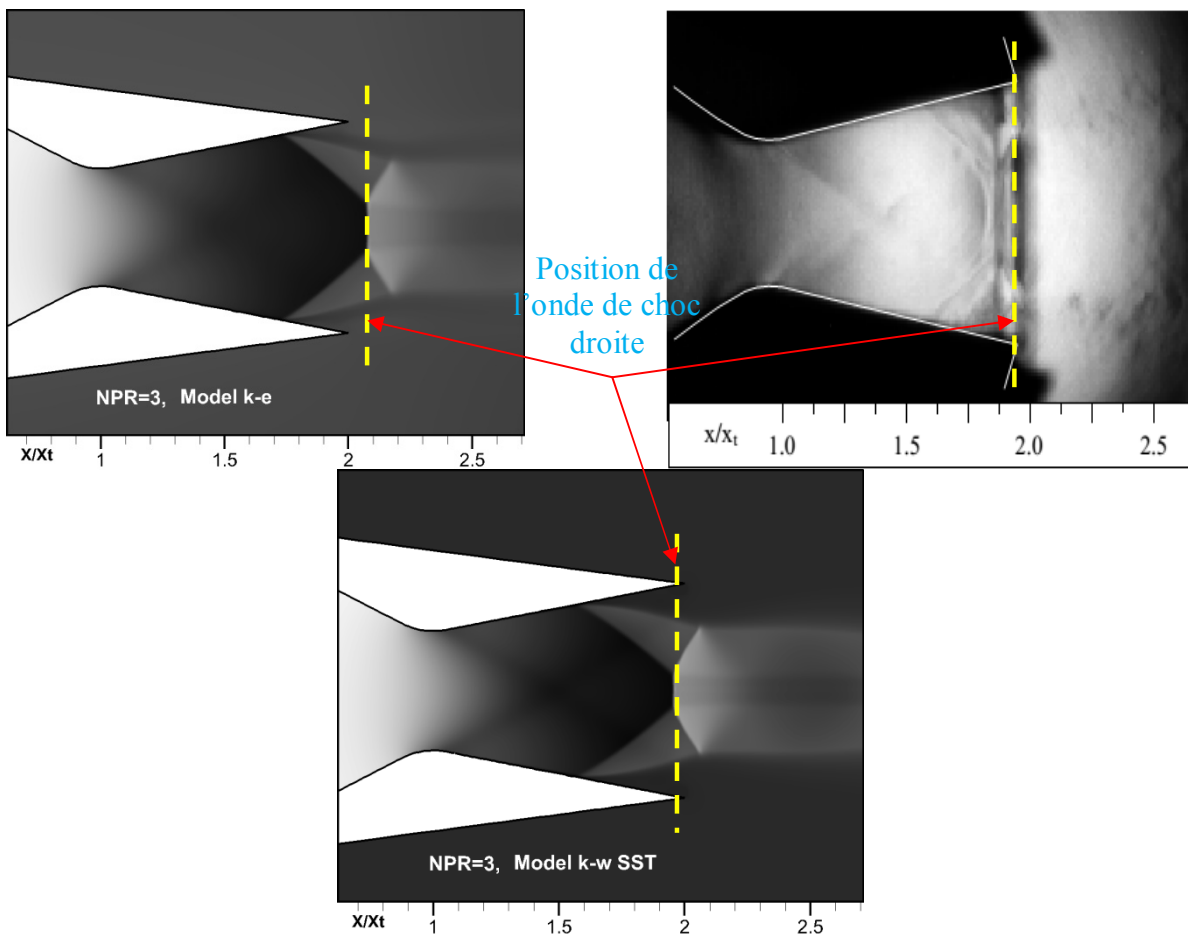 NPR=3, Model k-e
X/Xt 1 1.5 2 2.5
Position de
l'onde de choc
droite
x/xt 1.0 1.5 2.0 2.5
NPR=3, Model k-w SST
X/Xt 1 1.5 2 2.5